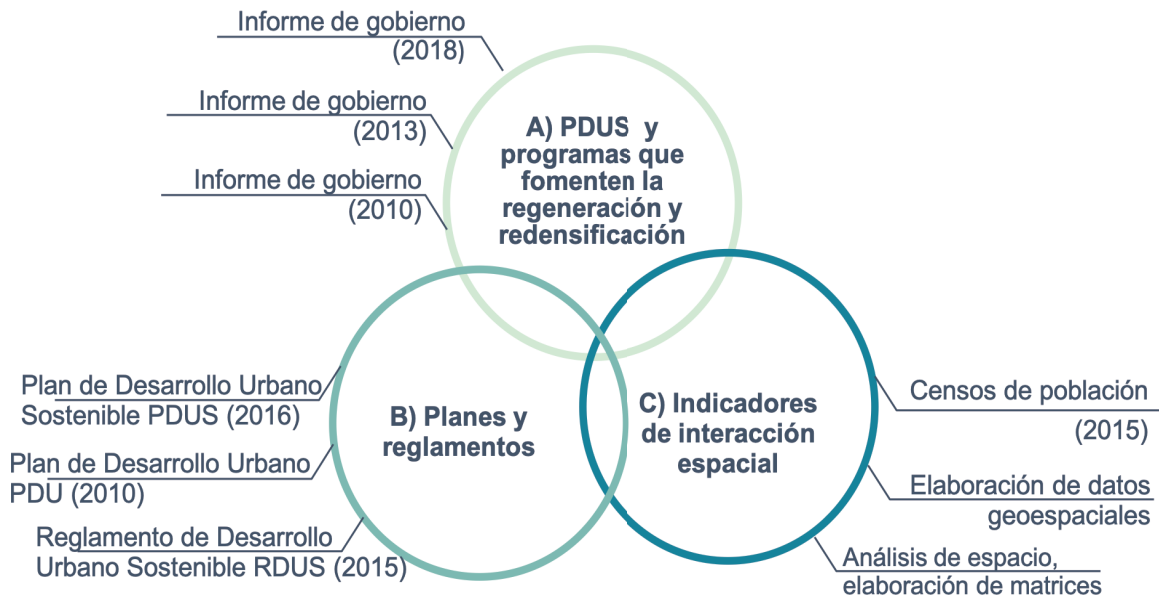 Informe de gobierno
(2018)
Informe de gobierno
(2013)
Informe de gobierno
(2010)
A) PDUS y
programas que
fomenten la
regeneración y
redensificación
Plan de Desarrollo Urbano
Sostenible PDUS (2016)
Plan de Desarrollo Urbano
PDU (2010)
Reglamento de Desarrollo
Urbano Sostenible RDUS (2015)
B) Planes y
reglamentos
C) Indicadores
de interacción
espacial
Censos de población
(2015)
Elaboración de datos
geoespaciales
Análisis de espacio,
elaboración de matrices